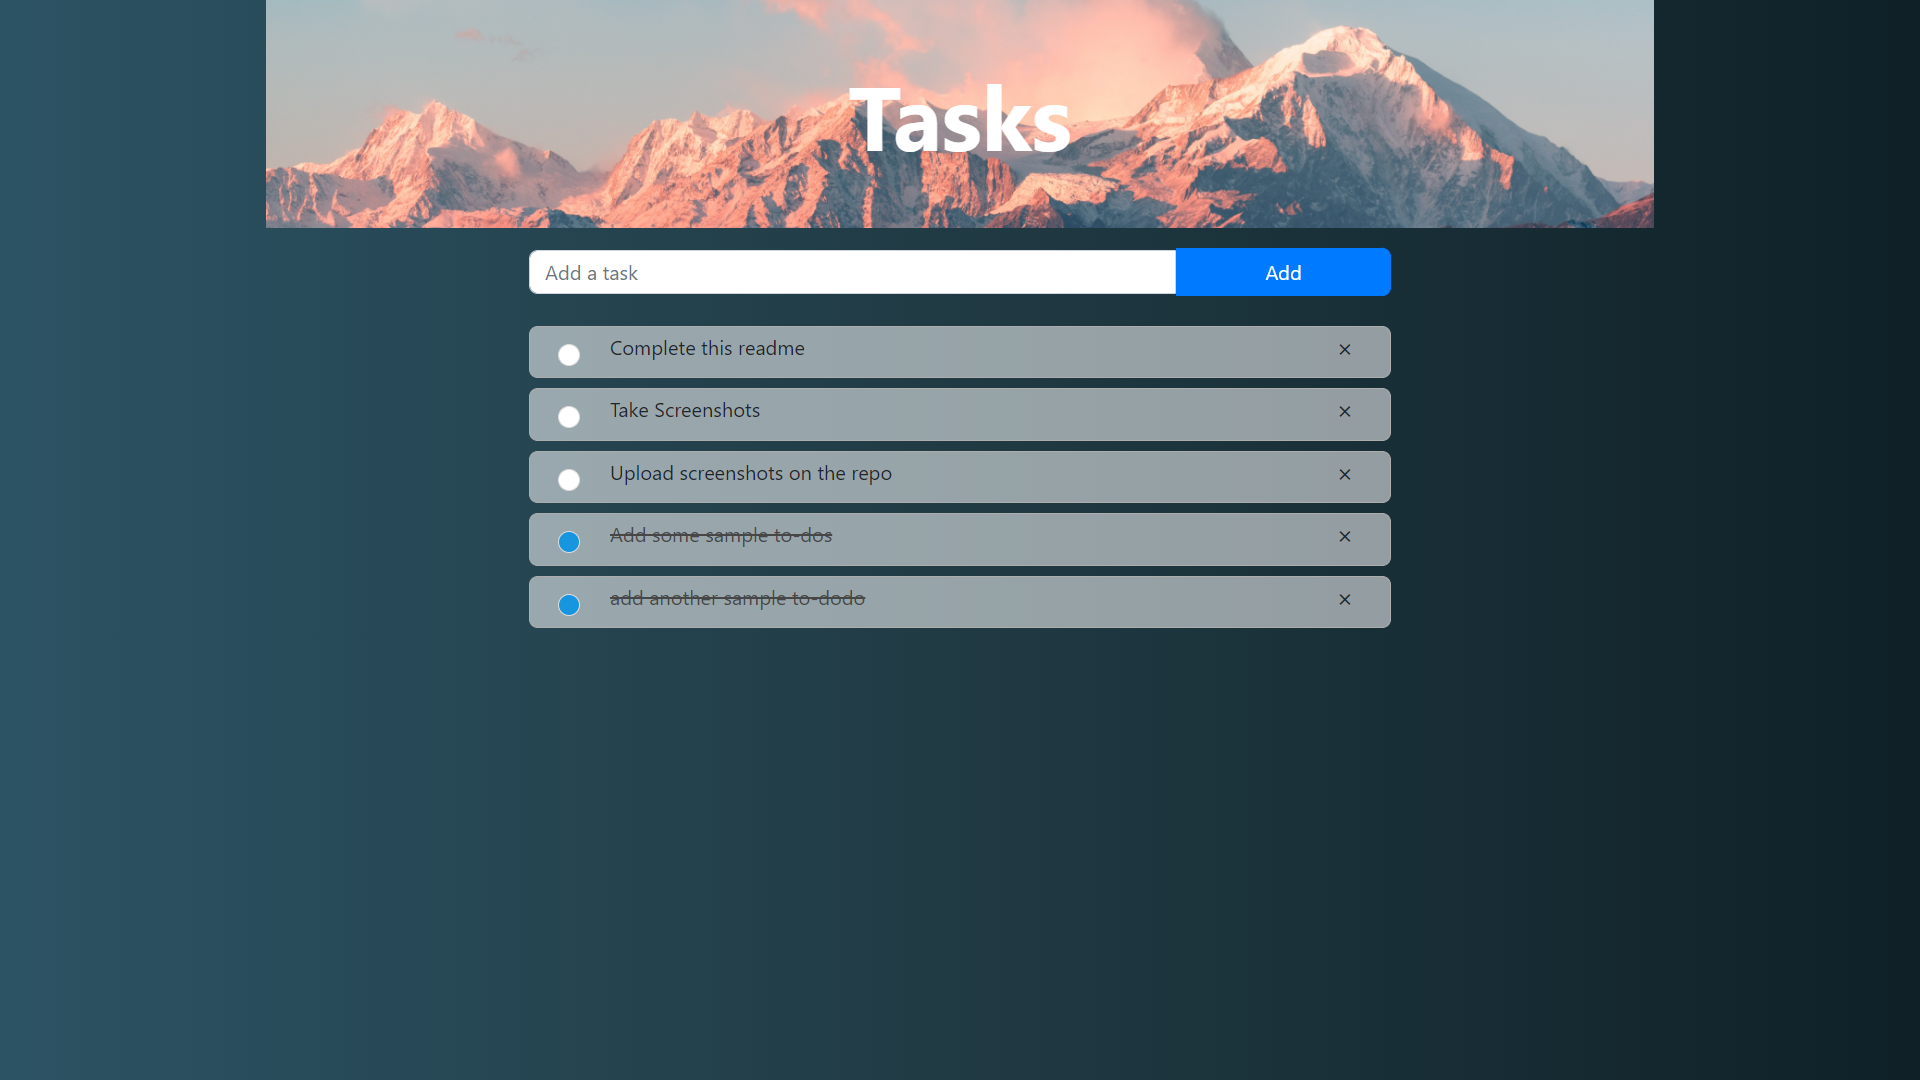 Tasks
Add a task
Add
Complete this readme ×
Take Screenshots ×
Upload screenshots on the repo ×
Add some sample to-dos ×
add another sample to-dodo ×